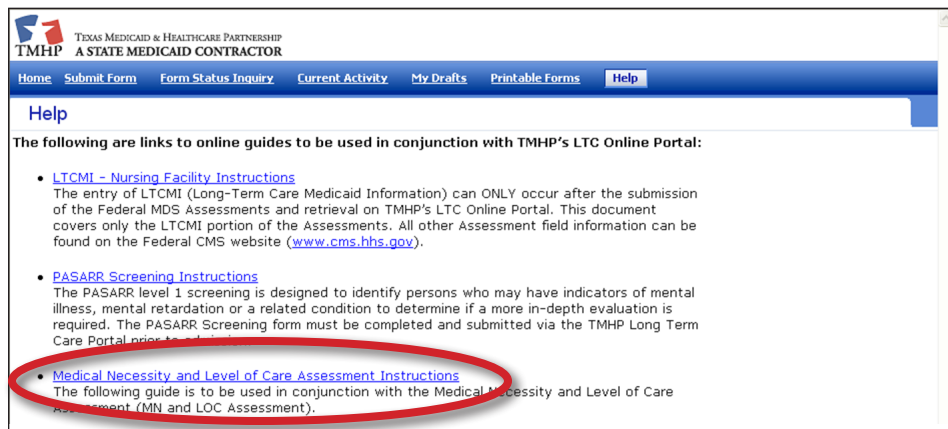 TEXAS MEDICAID & HEALTHCARE PARTNERSHIP
TMHP A STATE MEDICAID CONTRACTOR
Home Submit Form Form Status Inquiry Current Activity My Drafts Printable Forms Help
Help
The following are links to online guides to be used in conjunction with TMHP's LTC Online Portal:
• LTCMI - Nursing Facility Instructions
The entry of LTCMI (Long-Term Care Medicaid Information) can ONLY occur after the submission
of the Federal MDS Assessments and retrieval on TMHP's LTC Online Portal. This document
covers only the LTCMI portion of the Assessments. All other Assessment field information can be
found on the Federal CMS website (www.cms.hhs.gov).
• PASARR Screening Instructions
The PASARR level 1 screening is designed to identify persons who may have indicators of mental
illness, mental retardation or a related condition to determine if a more in-depth evaluation is
required. The PASARR Screening form must be completed and submitted via the TMHP Long Term
Care Portal prior to
• Medical Necessity and Level of Care Assessment Instructions
The following guide is to be used in conjunction with the Medical Necessity and Level of Care
Assessment (MN and LOC Assessment).